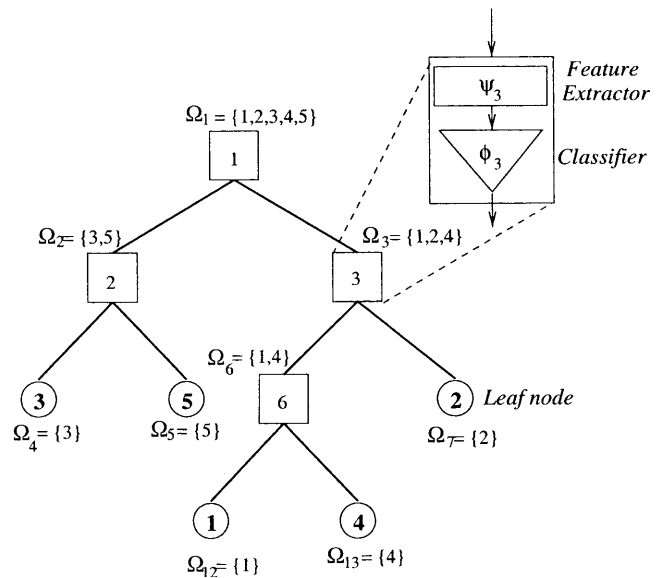 Feature
Extractor
Ψ₃
Ω₁ = {1,2,3,4,5}
ϕ₃
Classifier
1
Ω₂= {3,5}
Ω₃= {1,2,4}
2
3
Ω₆= {1,4}
3
5
6
2
Leaf node
Ω₄= {3}
Ω₅= {5}
Ω₇= {2}
1
4
Ω₁₂= {1}
Ω₁₃= {4}